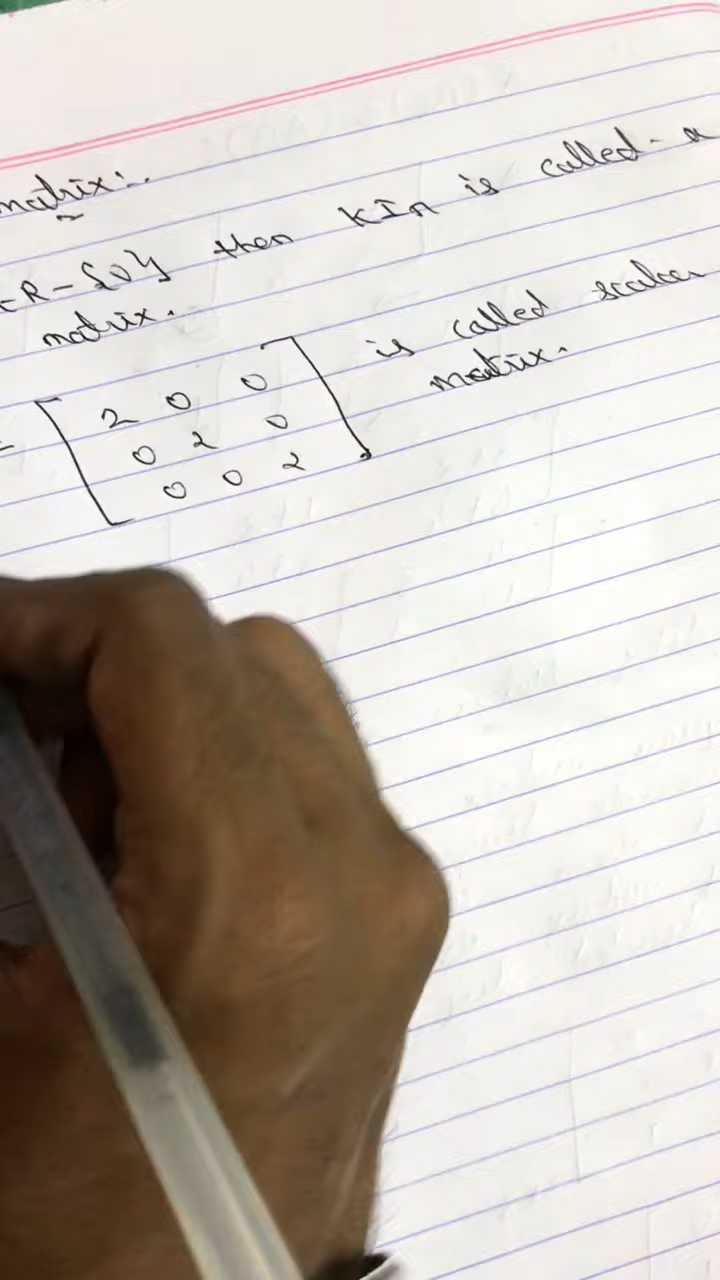 matrix:-
∈R-{0} then KIn is called a
matrix.
= [ 2 0 0 is called scalar
0 2 0 matrix.
0 0 2 ]